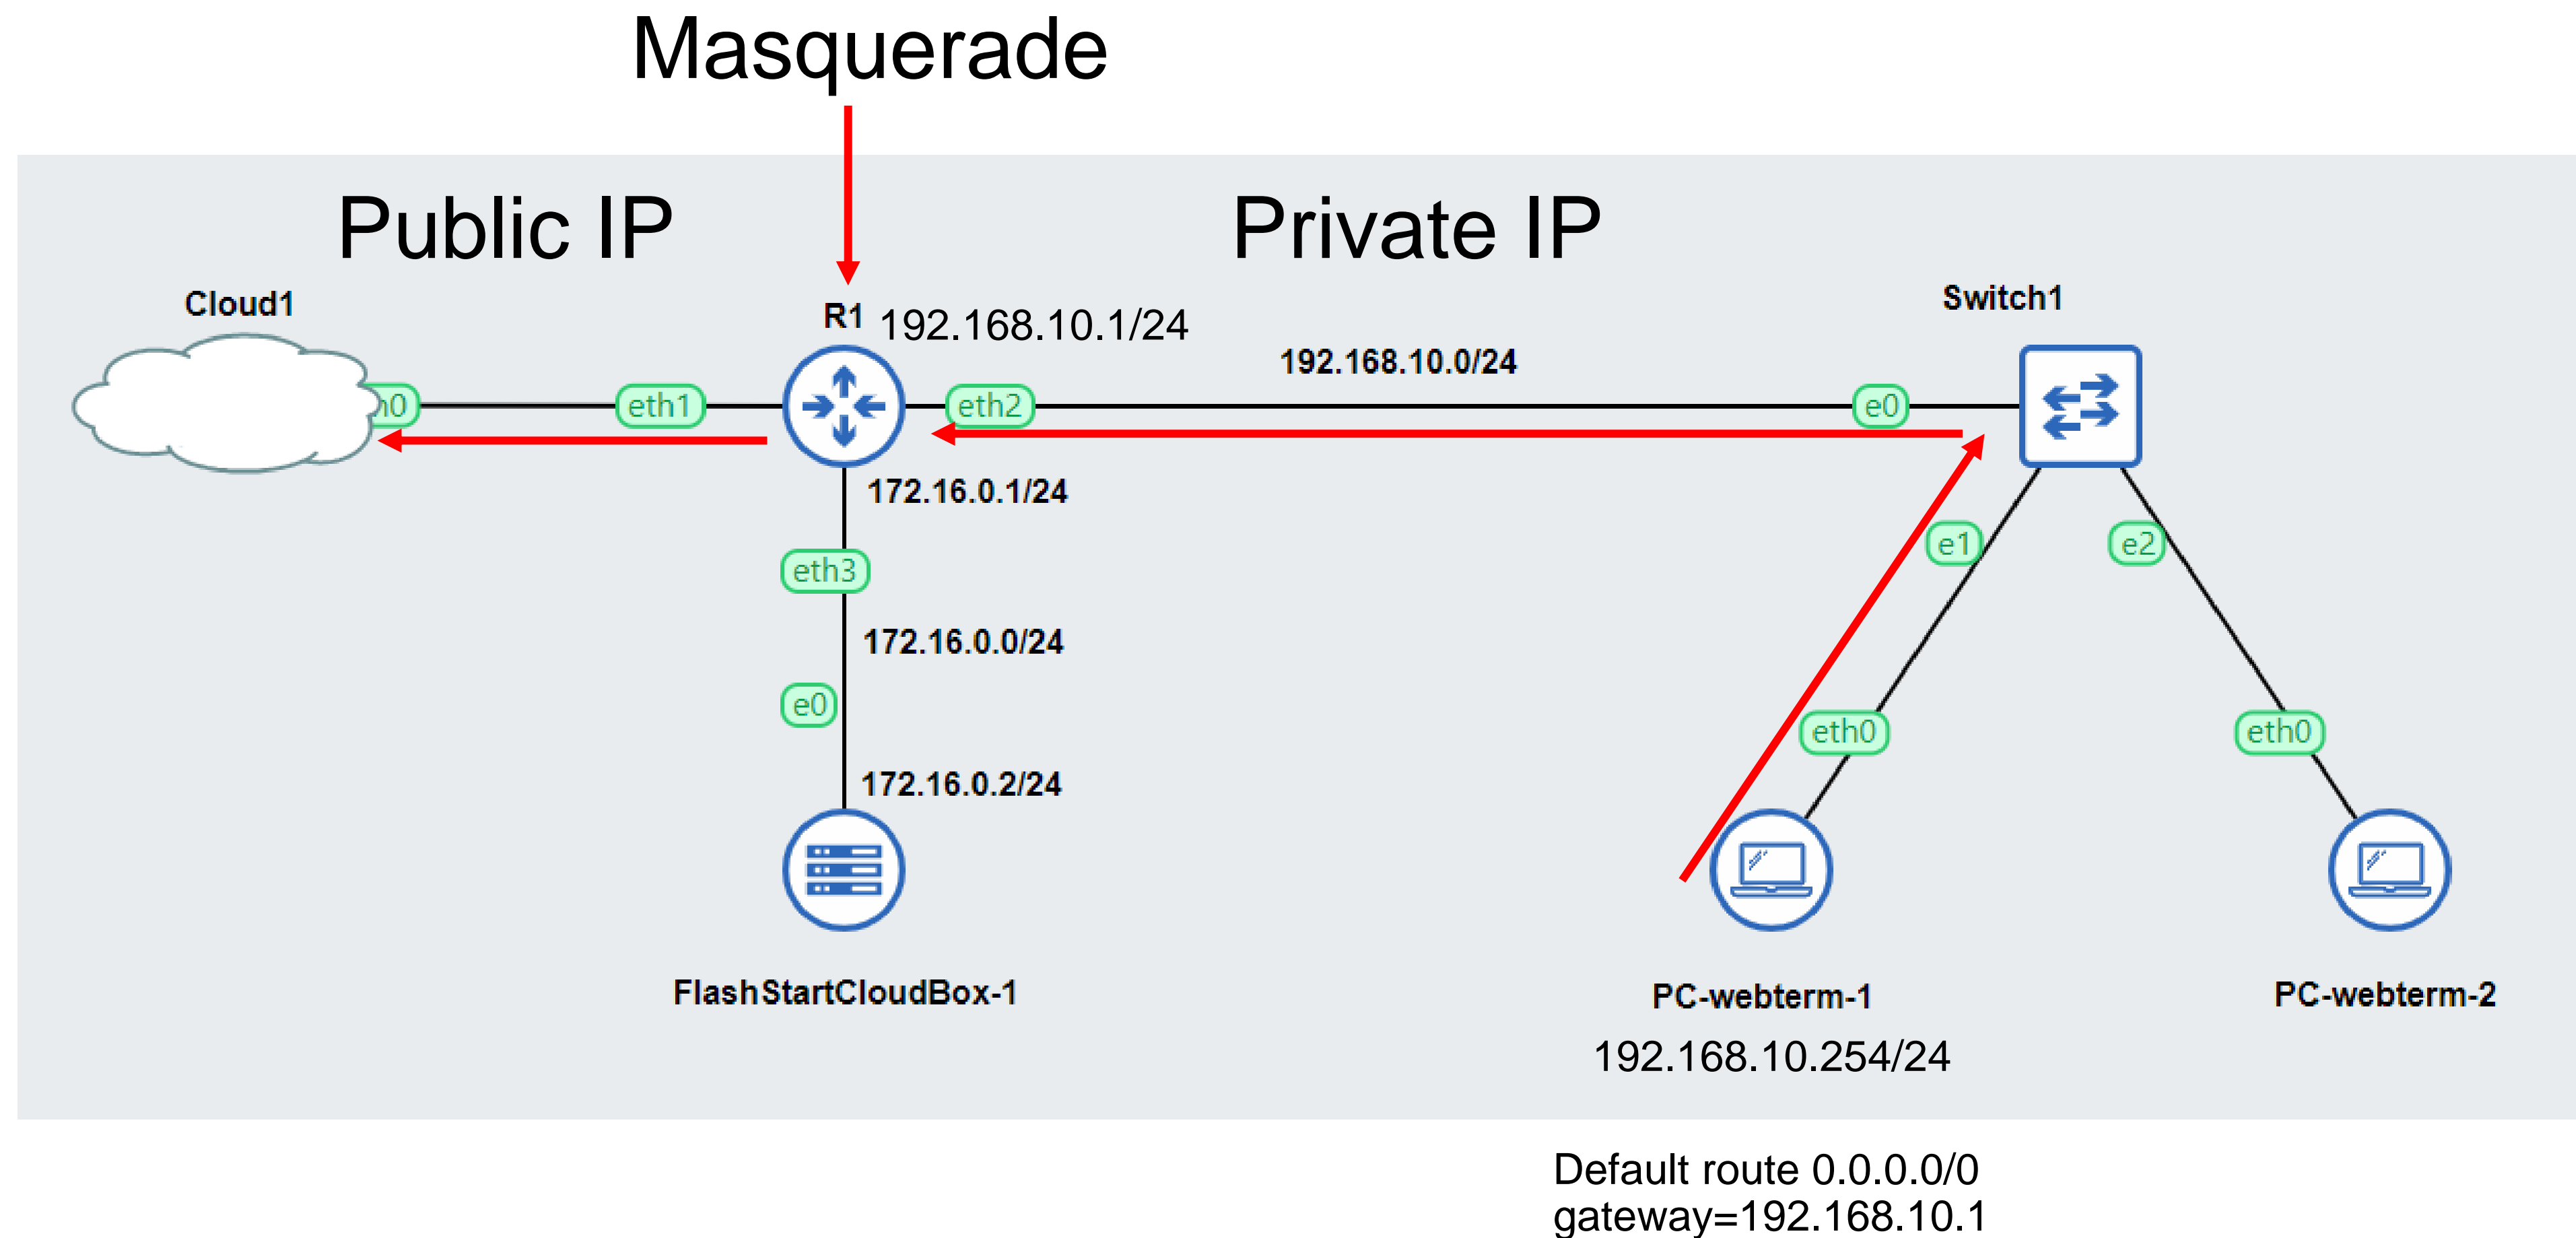 Masquerade
Public IP
Private IP
Cloud1
R1
192.168.10.1/24
Switch1
192.168.10.0/24
h0
eth1
eth2
e0
172.16.0.1/24
eth3
e1
e2
172.16.0.0/24
e0
eth0
eth0
172.16.0.2/24
FlashStartCloudBox-1
PC-webterm-1
PC-webterm-2
192.168.10.254/24
Default route 0.0.0.0/0
gateway=192.168.10.1